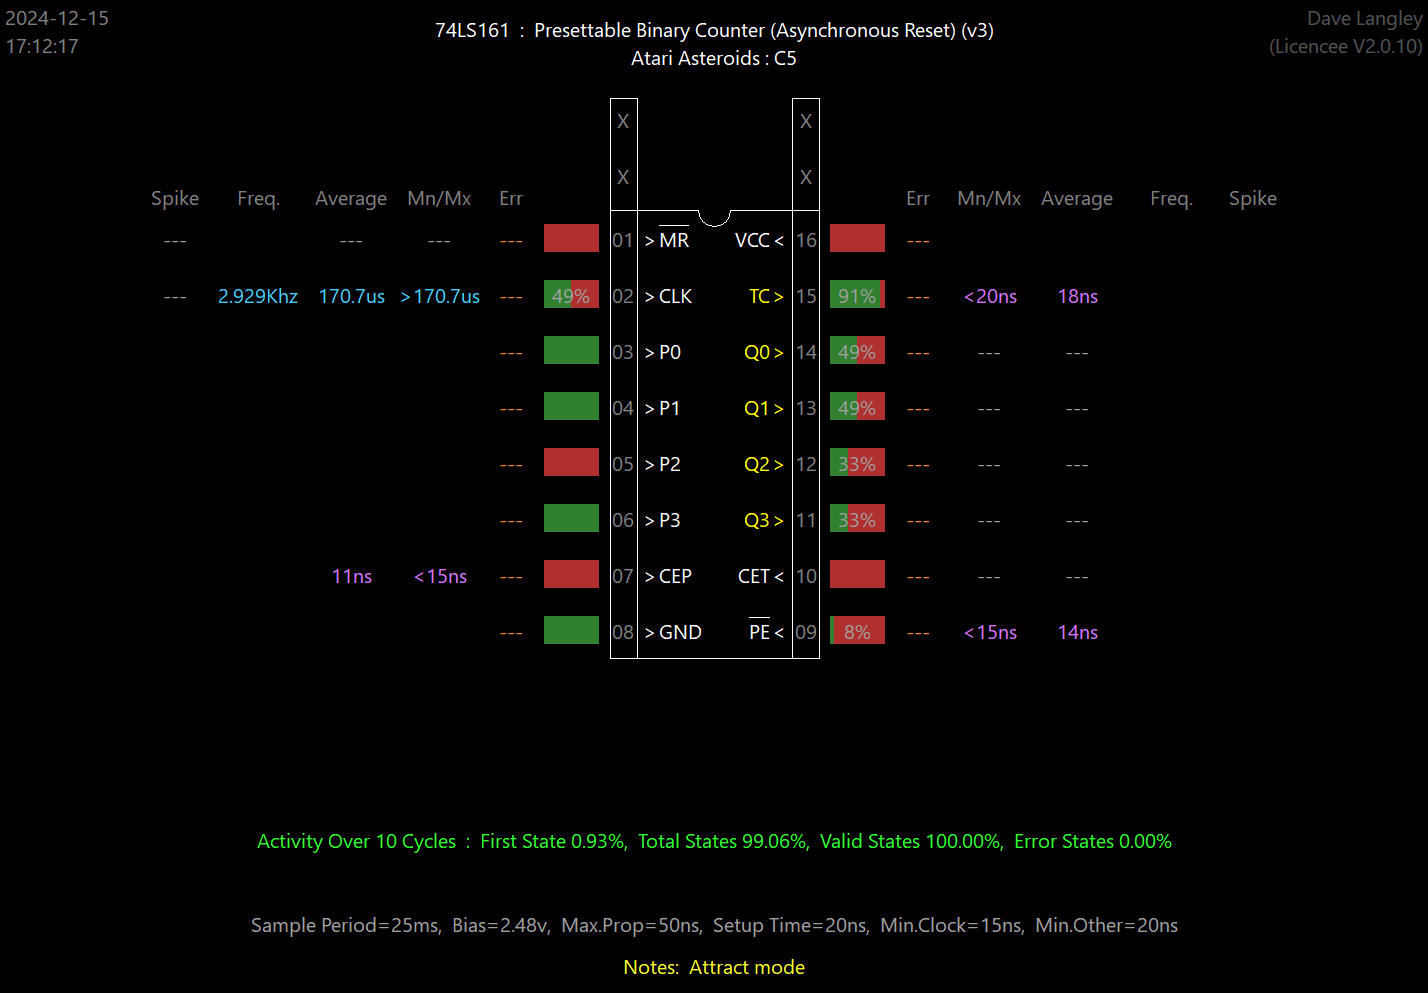 2024-12-15
17:12:17
74LS161 : Presettable Binary Counter (Asynchronous Reset) (v3)
Atari Asteroids : C5
Dave Langley
(Licencee V2.0.10)
X X
X X
Spike Freq. Average Mn/Mx Err Err Mn/Mx Average Freq. Spike
--- --- --- --- 01 > MR VCC < 16 ---
--- 2.929Khz 170.7us >170.7us --- 49% 02 > CLK TC > 15 91% --- <20ns 18ns
--- 03 > P0 Q0 > 14 49% --- --- ---
--- 04 > P1 Q1 > 13 49% --- --- ---
--- 05 > P2 Q2 > 12 33% --- --- ---
--- 06 > P3 Q3 > 11 33% --- --- ---
11ns <15ns --- 07 > CEP CET < 10 --- --- ---
--- 08 > GND PE < 09 8% --- <15ns 14ns
Activity Over 10 Cycles : First State 0.93%, Total States 99.06%, Valid States 100.00%, Error States 0.00%
Sample Period=25ms, Bias=2.48v, Max.Prop=50ns, Setup Time=20ns, Min.Clock=15ns, Min.Other=20ns
Notes: Attract mode